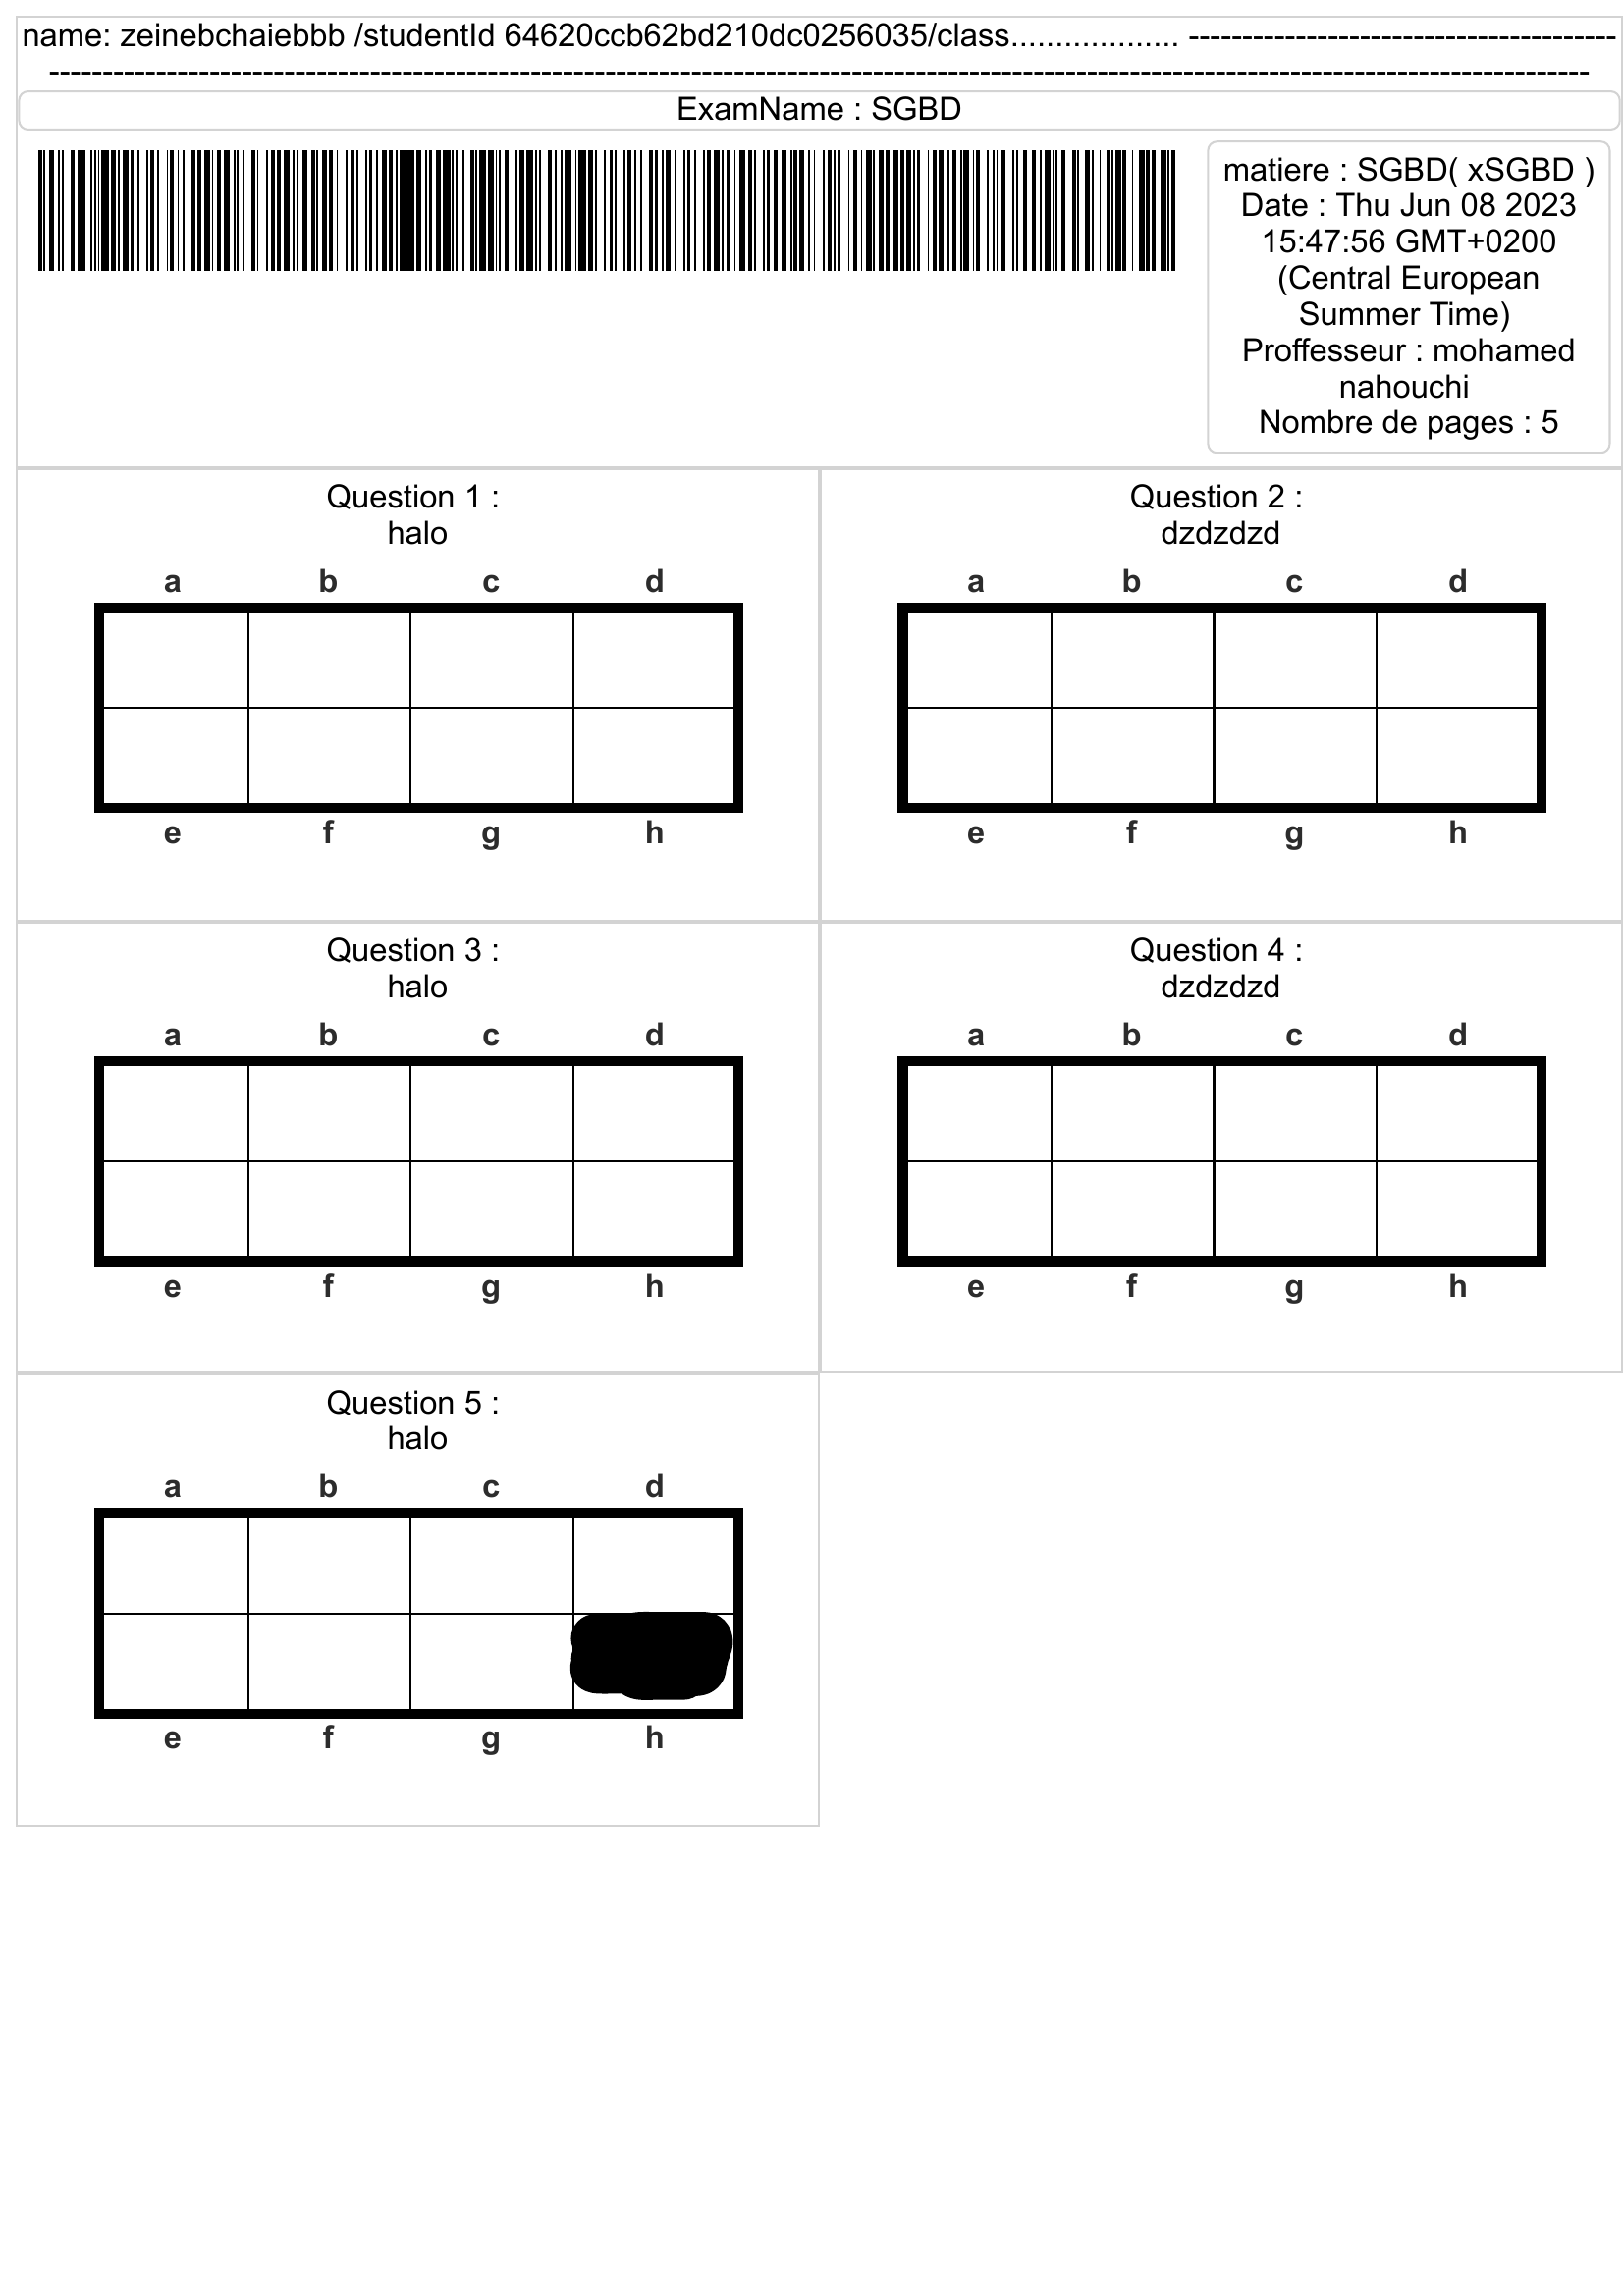 name: zeinebchaiebbb /studentId 64620ccb62bd210dc0256035/class................... ----------------------------------------
------------------------------------------------------------------------------------------------------------------------------------------------
ExamName : SGBD
matiere : SGBD( xSGBD )
Date : Thu Jun 08 2023
15:47:56 GMT+0200
(Central European
Summer Time)
Proffesseur : mohamed
nahouchi
Nombre de pages : 5
Question 1 :
halo
a b c d
e f g h
Question 2 :
dzdzdzd
a b c d
e f g h
Question 3 :
halo
a b c d
e f g h
Question 4 :
dzdzdzd
a b c d
e f g h
Question 5 :
halo
a b c d
e f g h